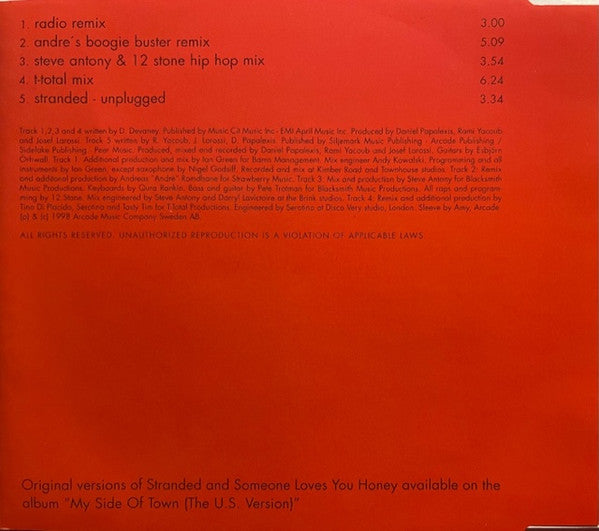 1. radio remix 3.00
2. andre´s boogie buster remix 5.09
3. steve antony & 12 stone hip hop mix 3.54
4. t-total mix 6.24
5. stranded - unplugged 3.34
Track 1,2,3 and 4 written by D. Devaney. Published by Music Cit Music Inc - EMI April Music Inc. Produced by Daniel Papalexis, Rami Yacoub
and Josef Larossi. Track 5 written by R. Yacoub, J. Larossi, D. Papalexis. Published by Siljemark Music Publishing - Arcade Publishing /
Sidelake Publishing - Peer Music. Produced, mixed and recorded by Daniel Papalexis, Rami Yacoub, and Josef Larossi. Guitars by Esbjörn
Öhrwall. Track 1: Additional production and mix by Ian Green for Barns Management. Mix engineer Andy Kowalski. Programming and all
instruments by Ian Green, except saxophone by Nigel Godsiff. Recorded and mix at Kimber Road and Townhouse studios. Track 2: Remix
and additional production by Andreas "Andre" Rondhane for Strawberry Music. Track 3: Mix and production by Steve Antony for Blacksmith
Music Productions. Keyboards by Quna Rankin. Bass and guitar by Pete Trotman for Blacksmith Music Productions. All raps and program-
ming by 12 Stone. Mix engineered by Steve Antony and Darryl Lavictoire at the Brink studios. Track 4: Remix and additional production by
Tino Di Placido, Serotino and Tasty Tim for T-Total Productions. Engineered by Serotino at Disco Very studio, London. Sleeve by Amy, Arcade
(p) & (c) 1998 Arcade Music Company Sweden AB.
ALL RIGHTS RESERVED. UNAUTHORIZED REPRODUCTION IS A VIOLATION OF APPLICABLE LAWS.
Original versions of Stranded and Someone Loves You Honey available on the
album "My Side Of Town (The U.S. Version)"